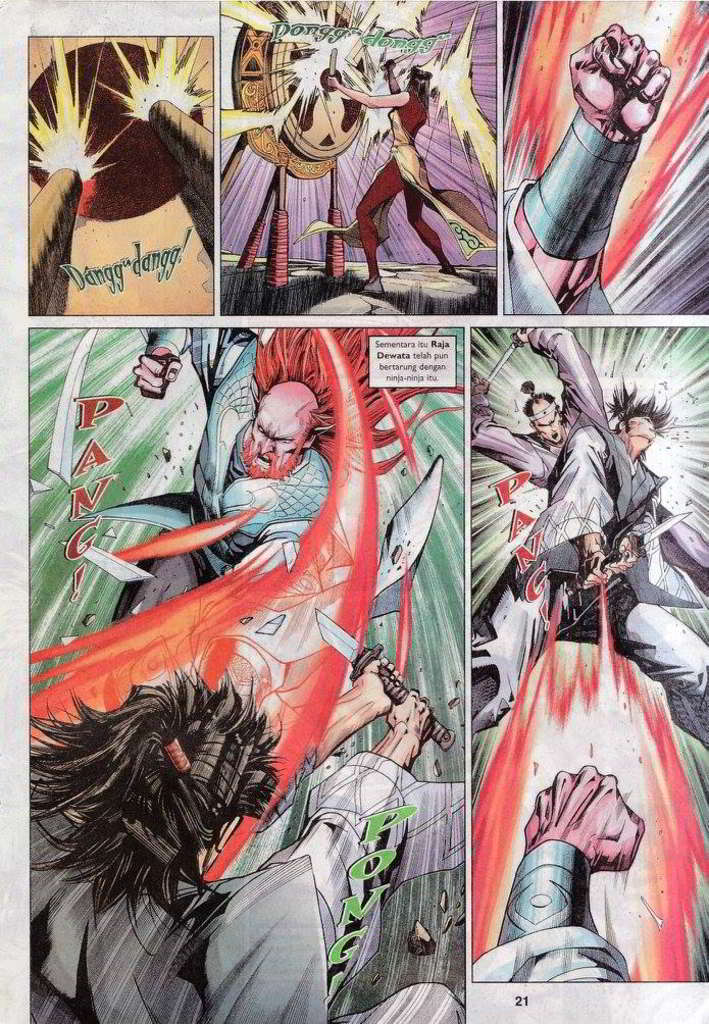 Dangg..dangg!
Dongg..dongg..
Sementara itu Raja
Dewata telah pun
bertarung dengan
ninja-ninja itu.
PANG!
PANG!
PONG!
21